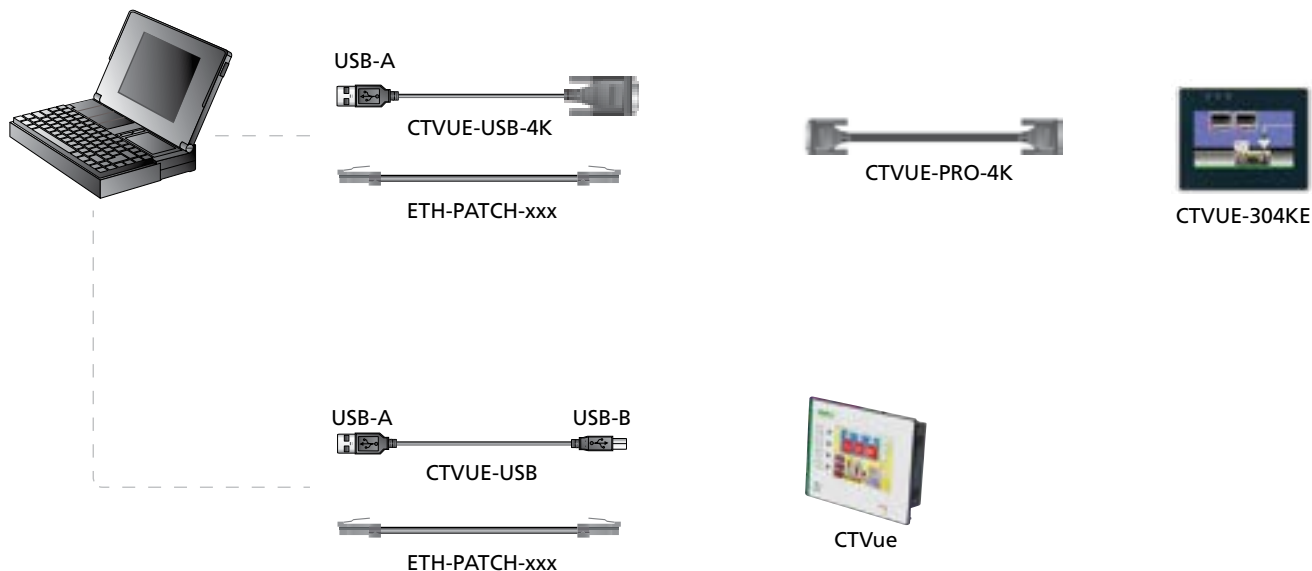 USB-A
CTVUE-USB-4K
ETH-PATCH-xxx
CTVUE-PRO-4K
CTVUE-304KE
USB-A
USB-B
CTVUE-USB
ETH-PATCH-xxx
CTVue